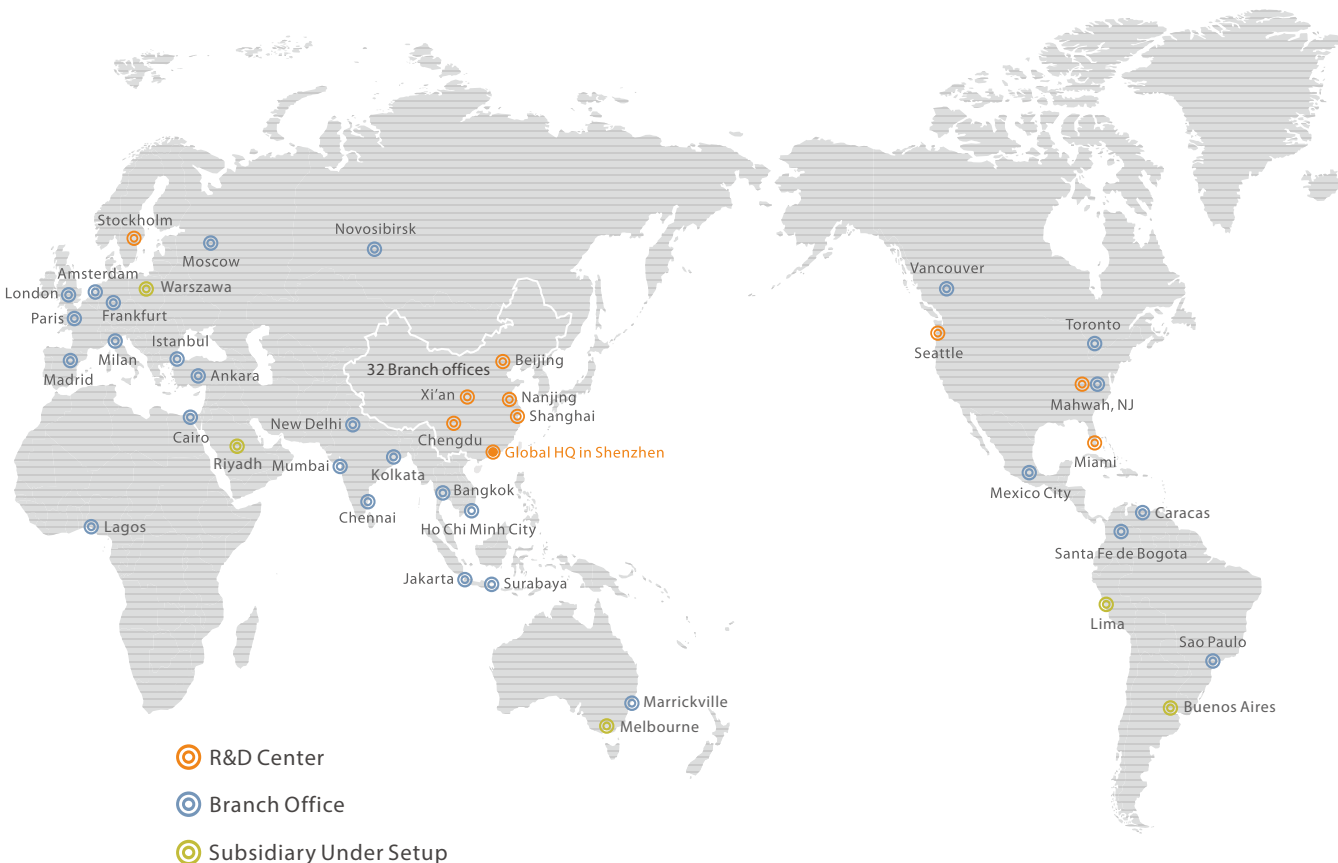 Stockholm
Novosibirsk
Moscow
Amsterdam
Vancouver
London
Warszawa
Paris
Frankfurt
Toronto
Istanbul
Seattle
Milan
Beijing
Madrid
Ankara
32 Branch offices
Xi’an
Nanjing
Mahwah, NJ
Shanghai
New Delhi
Cairo
Chengdu
Global HQ in Shenzhen
Riyadh
Mumbai
Miami
Kolkata
Bangkok
Mexico City
Chennai
Caracas
Lagos
Ho Chi Minh City
Santa Fe de Bogota
Jakarta
Surabaya
Lima
Sao Paulo
Marrickville
Buenos Aires
Melbourne
R&D Center
Branch Office
Subsidiary Under Setup